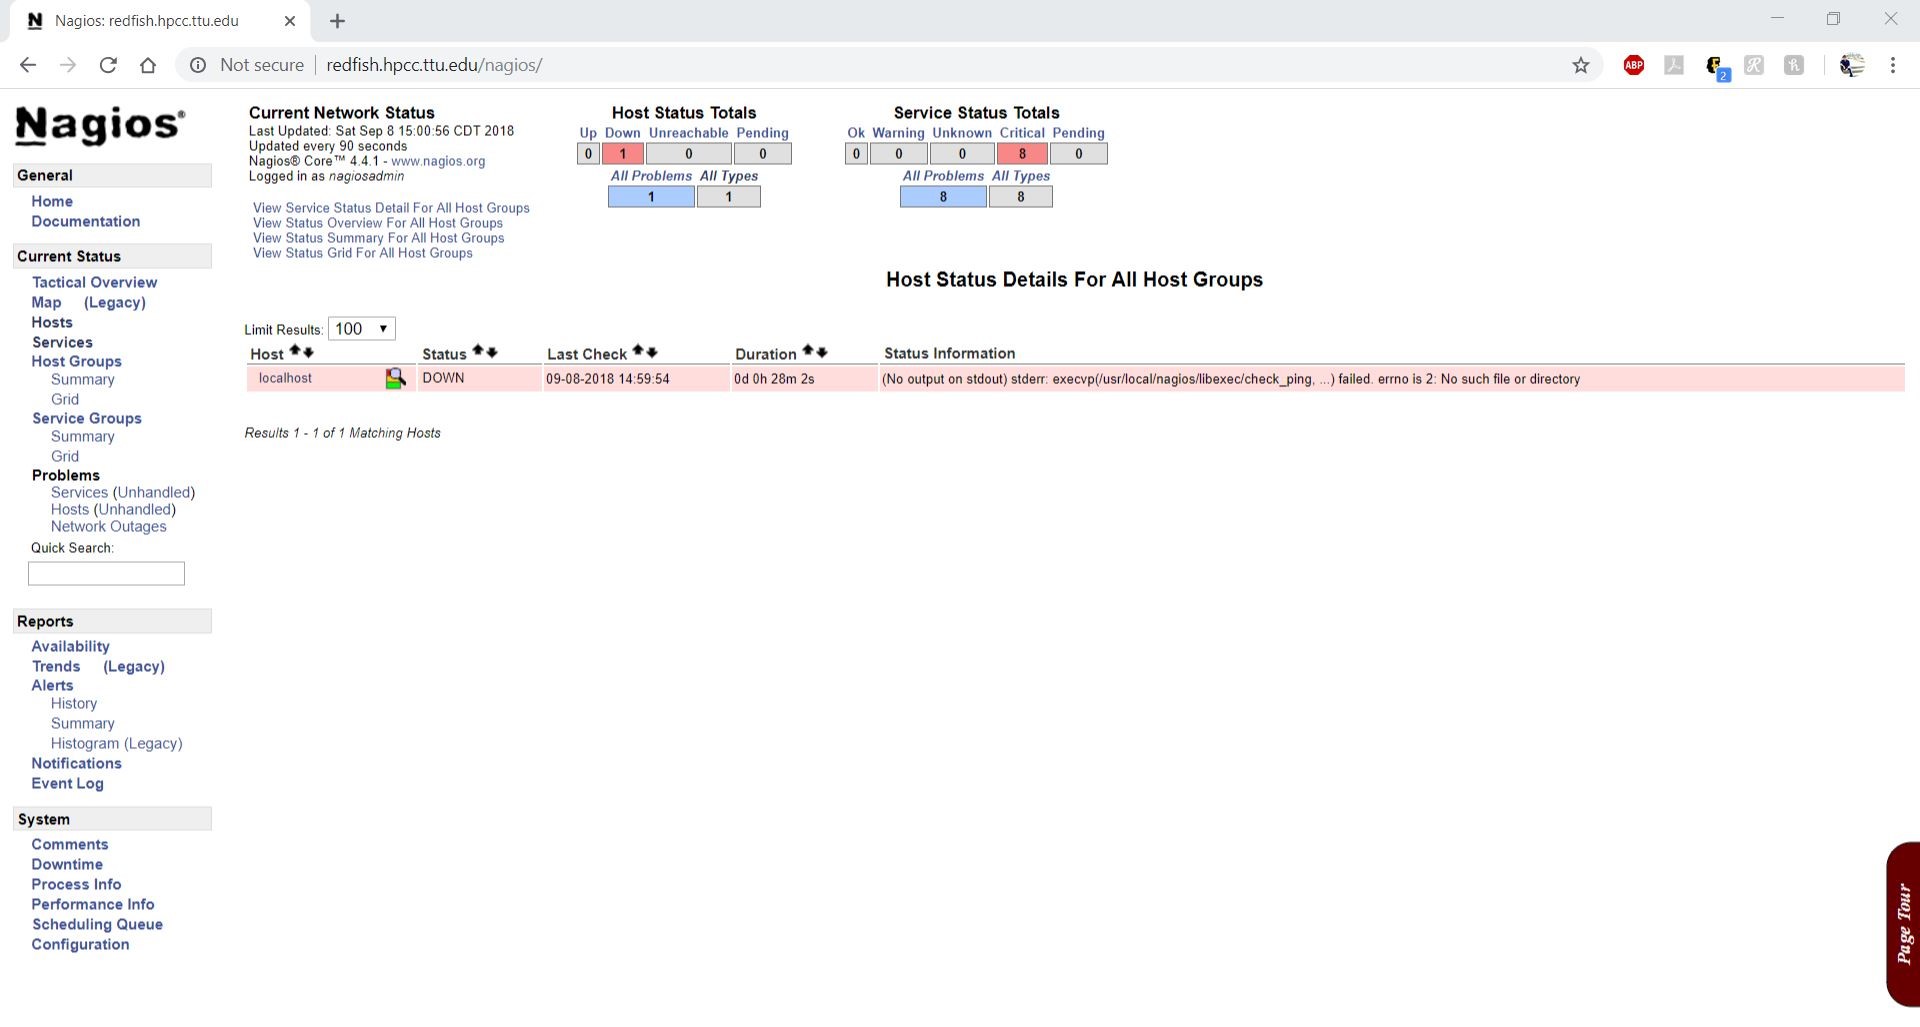 Nagios: redfish.hpcc.ttu.edu
Not secure redfish.hpcc.ttu.edu/nagios/
ABP
2
Nagios®
General
Home
Documentation
Current Status
Tactical Overview
Map (Legacy)
Hosts
Services
Host Groups
Summary
Grid
Service Groups
Summary
Grid
Problems
Services (Unhandled)
Hosts (Unhandled)
Network Outages
Quick Search:
Reports
Availability
Trends (Legacy)
Alerts
History
Summary
Histogram (Legacy)
Notifications
Event Log
System
Comments
Downtime
Process Info
Performance Info
Scheduling Queue
Configuration
Current Network Status
Last Updated: Sat Sep 8 15:00:56 CDT 2018
Updated every 90 seconds
Nagios® Core™ 4.4.1 - www.nagios.org
Logged in as nagiosadmin
View Service Status Detail For All Host Groups
View Status Overview For All Host Groups
View Status Summary For All Host Groups
View Status Grid For All Host Groups
Host Status Totals
Up Down Unreachable Pending
0 1 0 0
All Problems All Types
1 1
Service Status Totals
Ok Warning Unknown Critical Pending
0 0 0 8 0
All Problems All Types
8 8
Host Status Details For All Host Groups
Limit Results: 100
Host Status Last Check Duration Status Information
localhost DOWN 09-08-2018 14:59:54 0d 0h 28m 2s (No output on stdout) stderr: execvp(/usr/local/nagios/libexec/check_ping, ...) failed. errno is 2: No such file or directory
Results 1 - 1 of 1 Matching Hosts
Page Tour